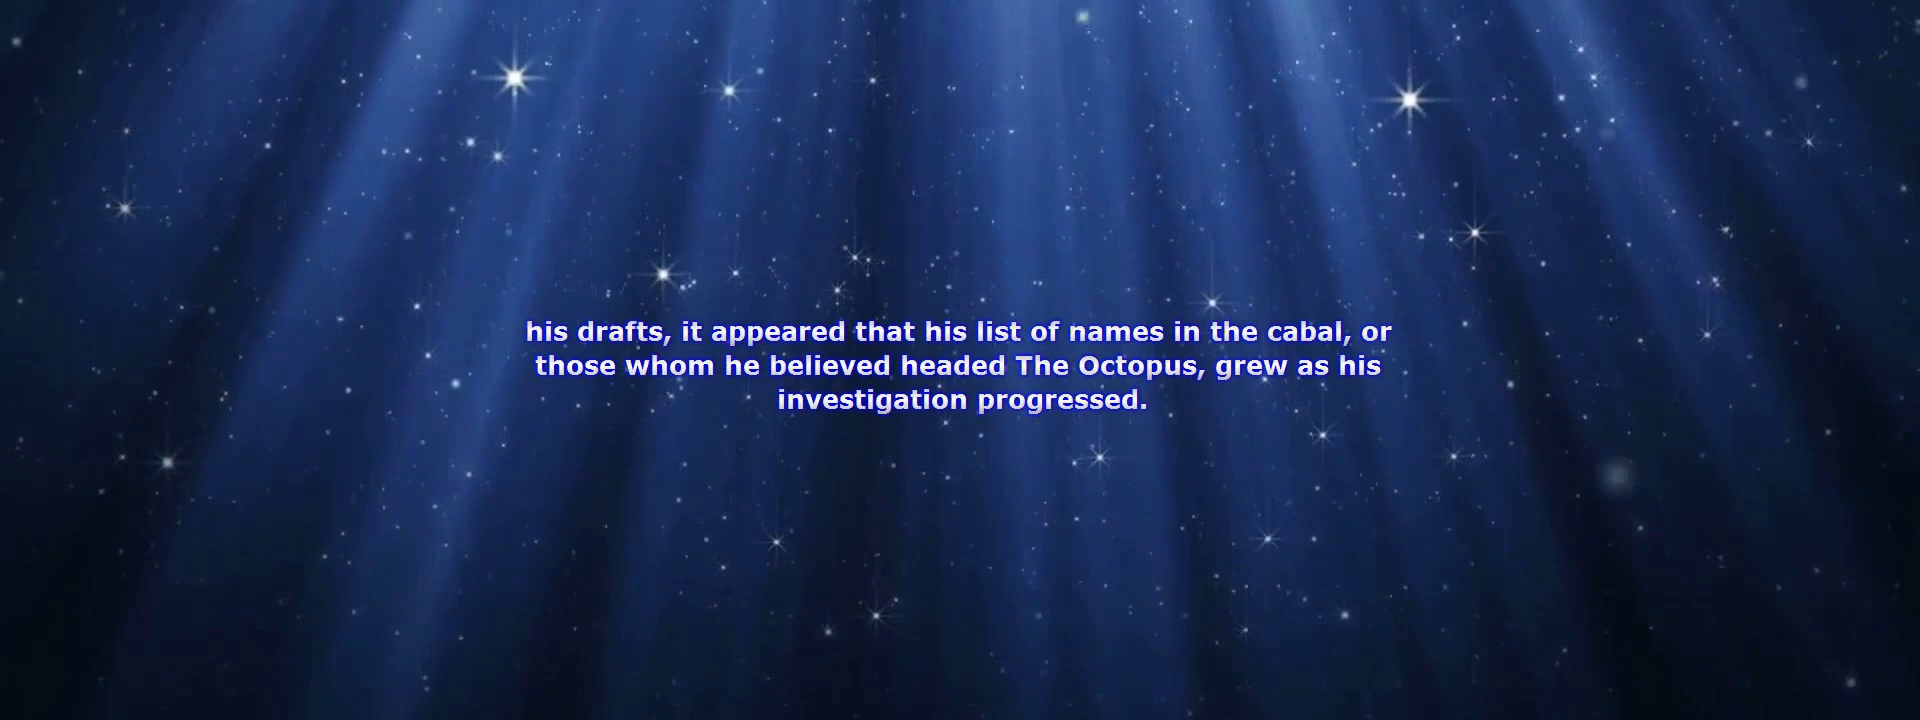 his drafts, it appeared that his list of names in the cabal, or
those whom he believed headed The Octopus, grew as his
investigation progressed.